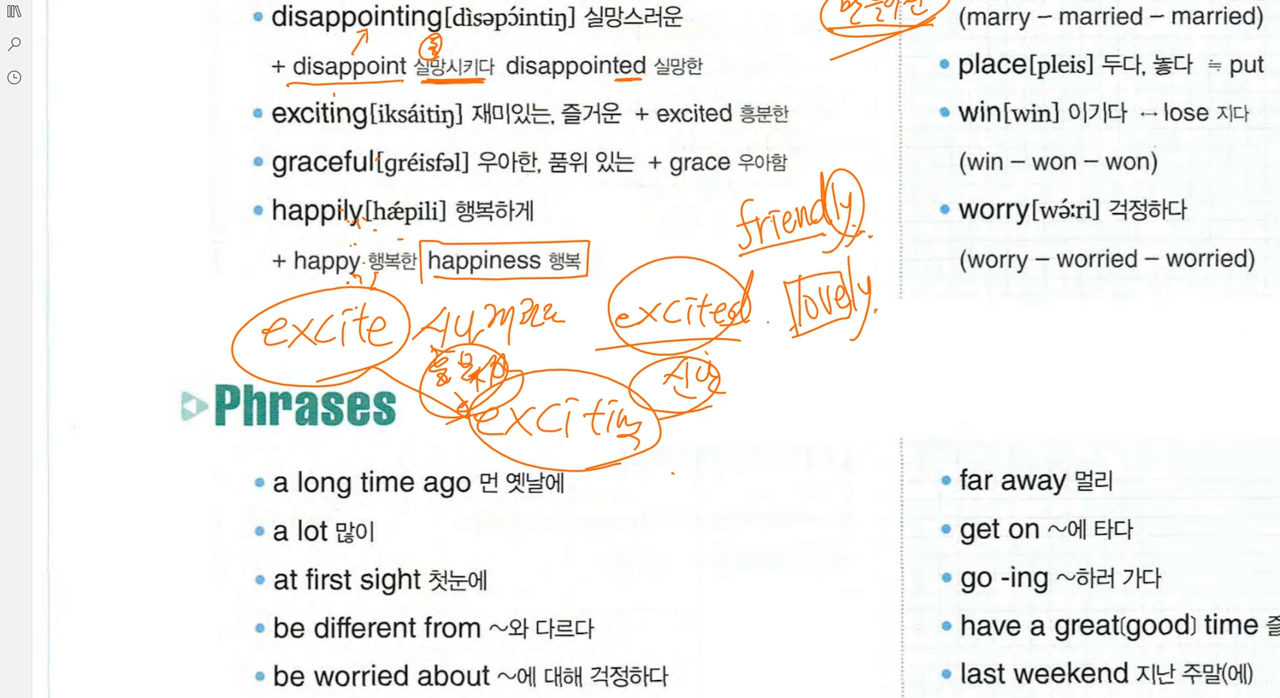 disappointing[dìsəpɔ́intiŋ] 실망스러운
+ disappoint 실망시키다 disappointed 실망한
을
exciting[iksáitiŋ] 재미있는, 즐거운 + excited 흥분한
graceful[gréisfəl] 우아한, 품위 있는 + grace 우아함
happily[hǽpili] 행복하게
+ happy 행복한 happiness 행복
friendly
lovely
excite
excited
exciting
(marry – married – married)
place[pleis] 두다, 놓다 ≒ put
win[win] 이기다 ↔ lose 지다
(win – won – won)
worry[wə́ːri] 걱정하다
(worry – worried – worried)
Phrases
a long time ago 먼 옛날에
a lot 많이
at first sight 첫눈에
be different from ~와 다르다
be worried about ~에 대해 걱정하다
far away 멀리
get on ~에 타다
go -ing ~하러 가다
have a great(good) time 즐
last weekend 지난 주말(에)